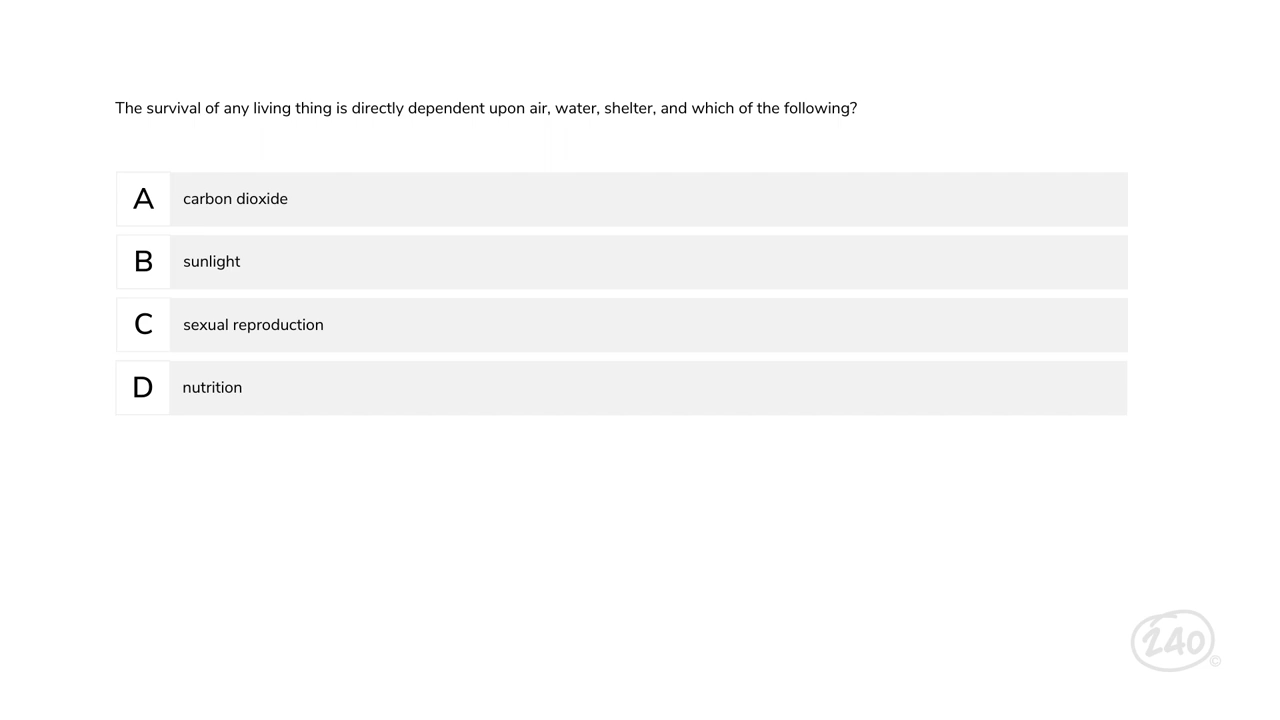 The survival of any living thing is directly dependent upon air, water, shelter, and which of the following?
A carbon dioxide
B sunlight
C sexual reproduction
D nutrition
240
©